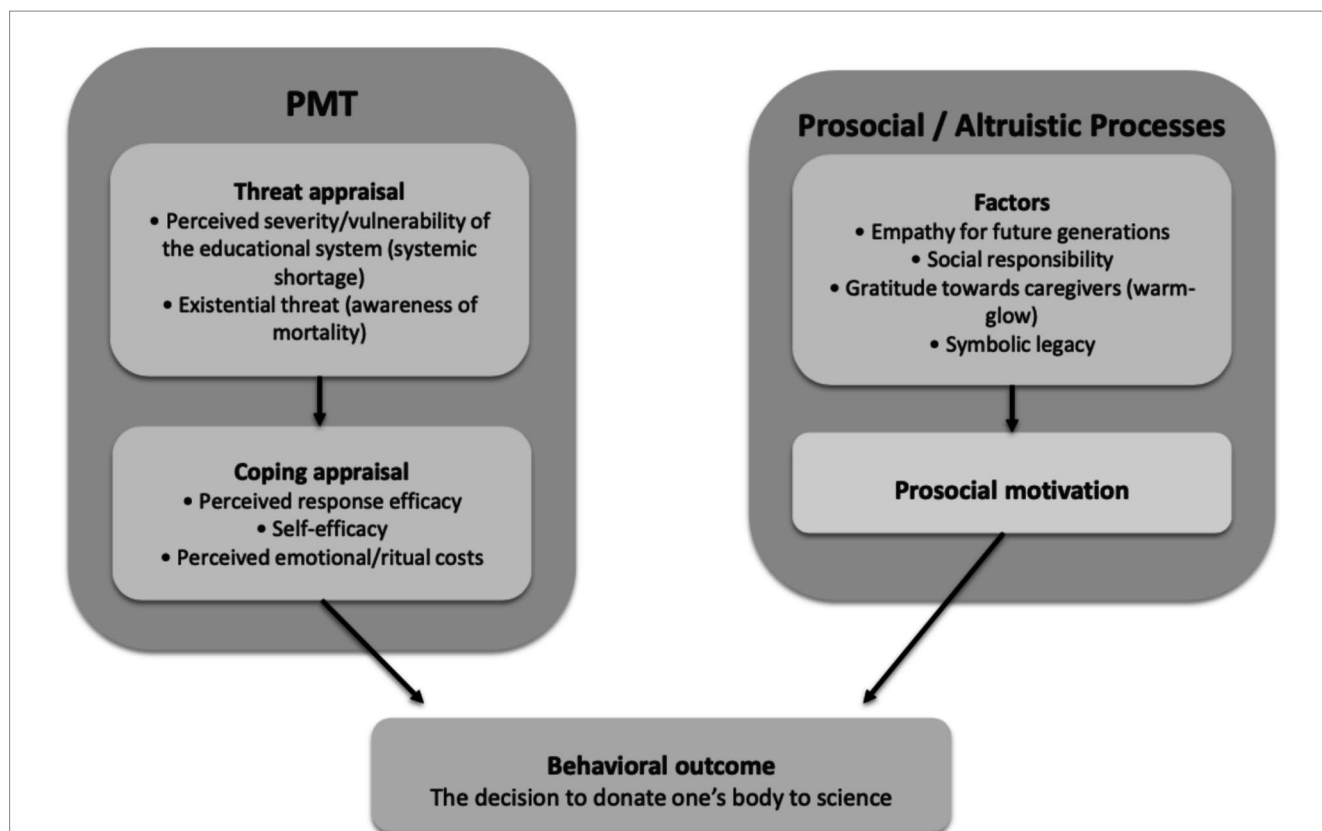 PMT
Threat appraisal
• Perceived severity/vulnerability of
the educational system (systemic
shortage)
• Existential threat (awareness of
mortality)
Coping appraisal
• Perceived response efficacy
• Self-efficacy
• Perceived emotional/ritual costs
Prosocial / Altruistic Processes
Factors
• Empathy for future generations
• Social responsibility
• Gratitude towards caregivers (warm-
glow)
• Symbolic legacy
Prosocial motivation
Behavioral outcome
The decision to donate one’s body to science